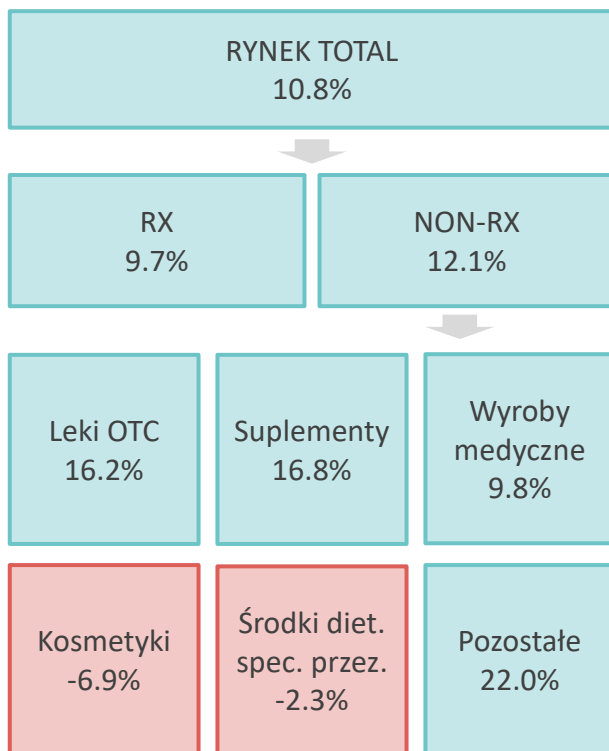 RYNEK TOTAL
10.8%
RX
9.7%
NON-RX
12.1%
Leki OTC
16.2%
Suplementy
16.8%
Wyroby
medyczne
9.8%
Kosmetyki
-6.9%
Środki diet.
spec. przez.
-2.3%
Pozostałe
22.0%